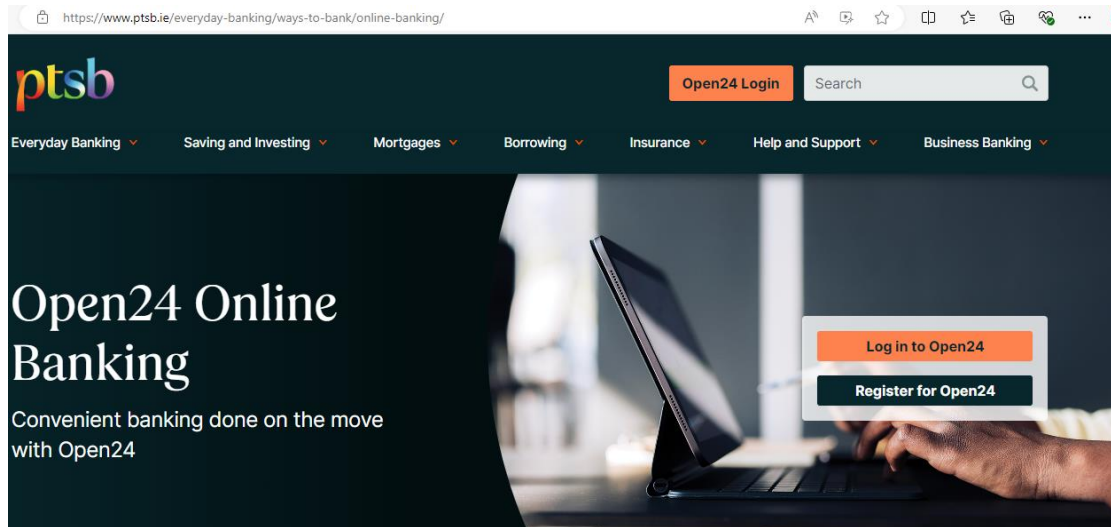 https://www.ptsb.ie/everyday-banking/ways-to-bank/online-banking/
ptsb
Open24 Login
Search
Everyday Banking
Saving and Investing
Mortgages
Borrowing
Insurance
Help and Support
Business Banking
Open24 Online
Banking
Convenient banking done on the move
with Open24
Log in to Open24
Register for Open24